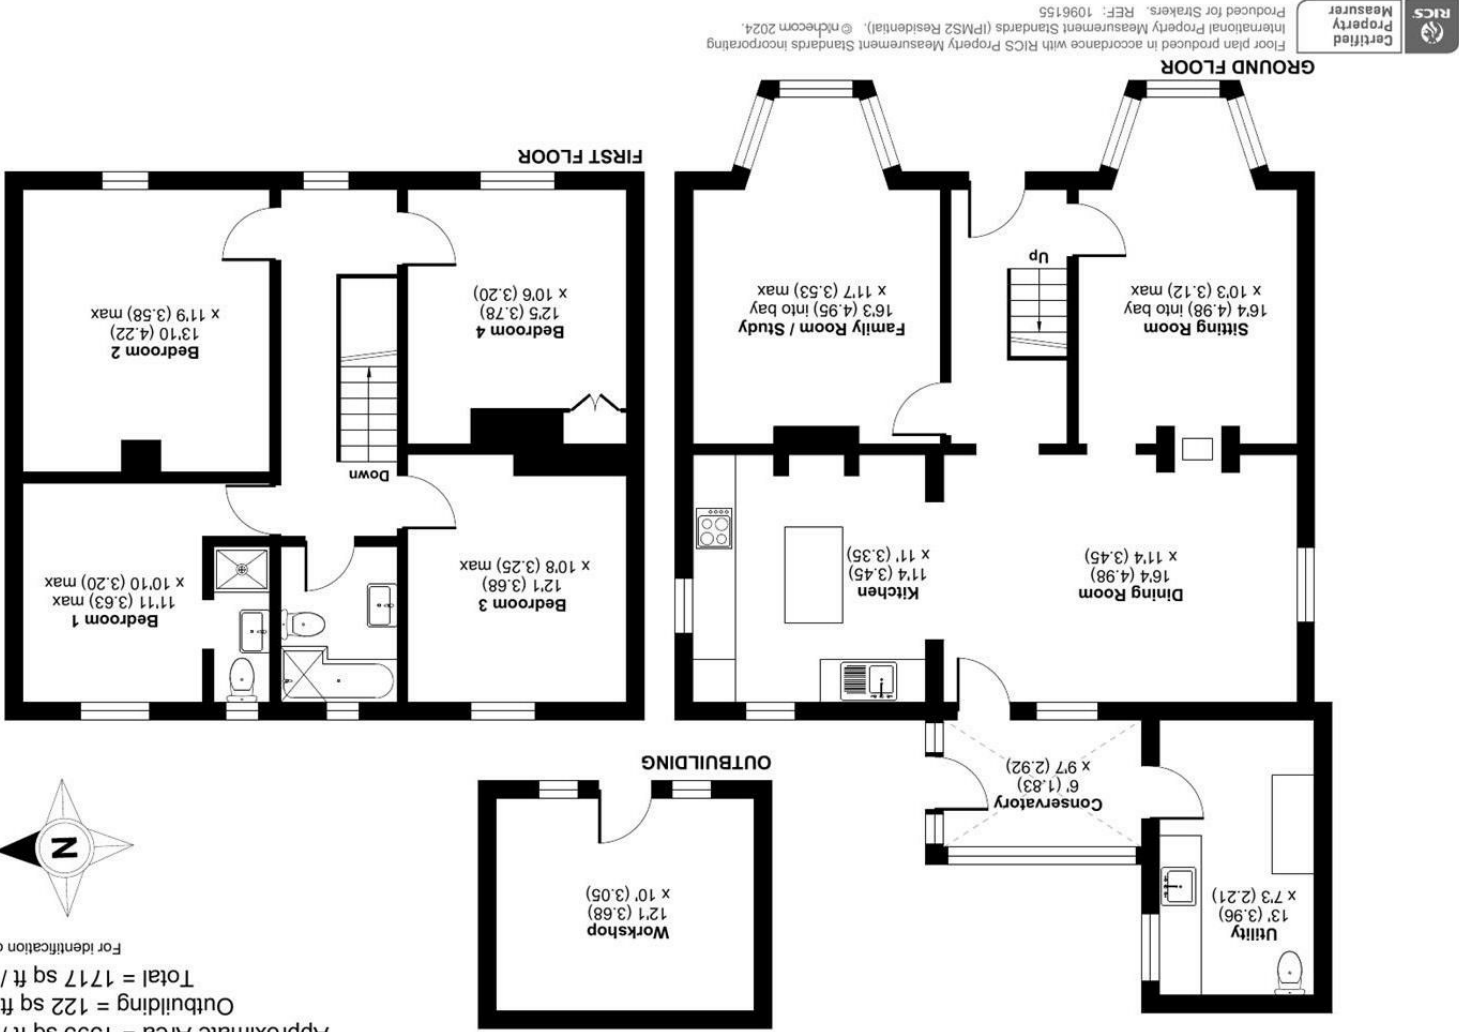 Approximate Area = 1595 sq ft /
Outbuilding = 122 sq ft
Total = 1717 sq ft /
For identification o
N
Utility
13' (3.96)
x 7'3 (2.21)
Conservatory
6' (1.83)
x 9'7 (2.92)
Workshop
12'1 (3.68)
x 10' (3.05)
OUTBUILDING
Dining Room
16'4 (4.98)
x 11'4 (3.45)
Kitchen
11'4 (3.45)
x 11' (3.35)
Bedroom 3
12'1 (3.68)
x 10'8 (3.25) max
Bedroom 1
11'11 (3.63) max
x 10'10 (3.20) max
Down
Sitting Room
16'4 (4.98) into bay
x 10'3 (3.12) max
Up
Family Room / Study
16'3 (4.95) into bay
x 11'7 (3.53) max
Bedroom 4
12'5 (3.78)
x 10'6 (3.20)
Bedroom 2
13'10 (4.22)
x 11'9 (3.58) max
FIRST FLOOR
GROUND FLOOR
RICS
Certified
Property
Measurer
Floor plan produced in accordance with RICS Property Measurement Standards incorporating
International Property Measurement Standards (IPMS2 Residential). © nichecom 2024.
Produced for Strakers. REF: 1096155